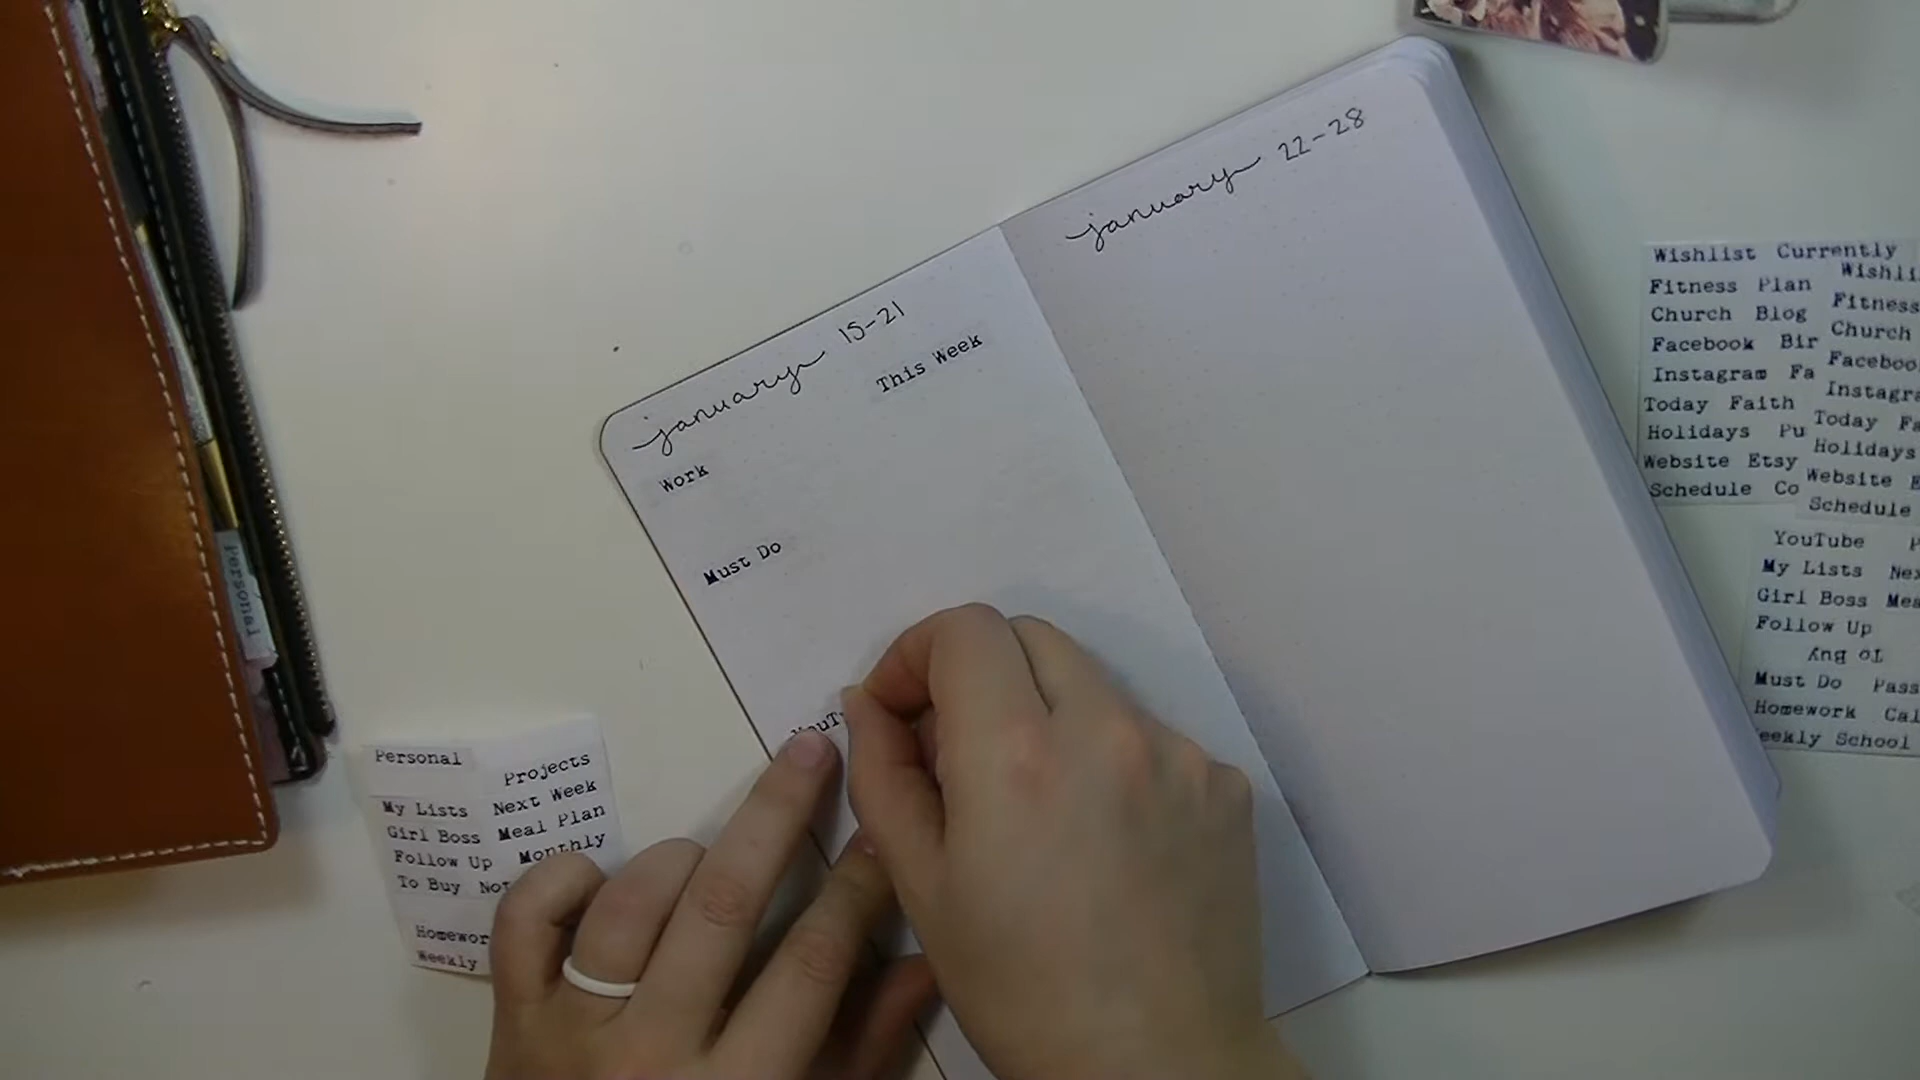 january 15-21
This Week
Work
Must Do
january 22-28
Personal
Personal
Projects
My Lists Next Week
Girl Boss Meal Plan
Follow Up Monthly
To Buy
Weekly
Wishlist Currently
Fitness Plan
Church Blog
Facebook
Instagram
Today Faith
Holidays
Website Etsy
Schedule
Fitness
Church
Today
Holidays
Website
Schedule
YouTube
My Lists
Girl Boss
Follow Up
To Buy
Must Do
Homework
School